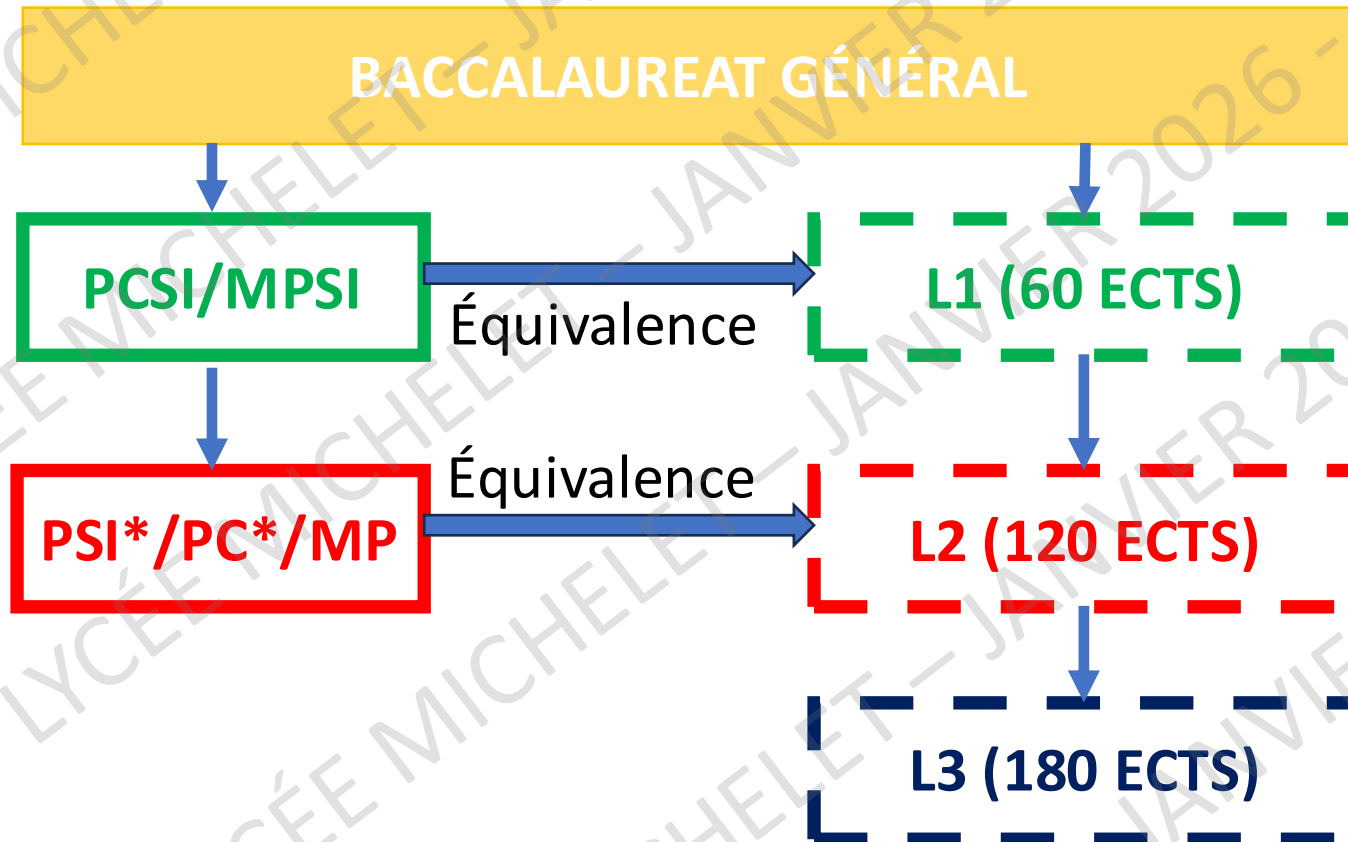 BACCALAUREAT GÉNÉRAL
PCSI/MPSI
Équivalence
L1 (60 ECTS)
PSI*/PC*/MP
Équivalence
L2 (120 ECTS)
L3 (180 ECTS)
LYCÉE MICHELET – JANVIER 2026 -